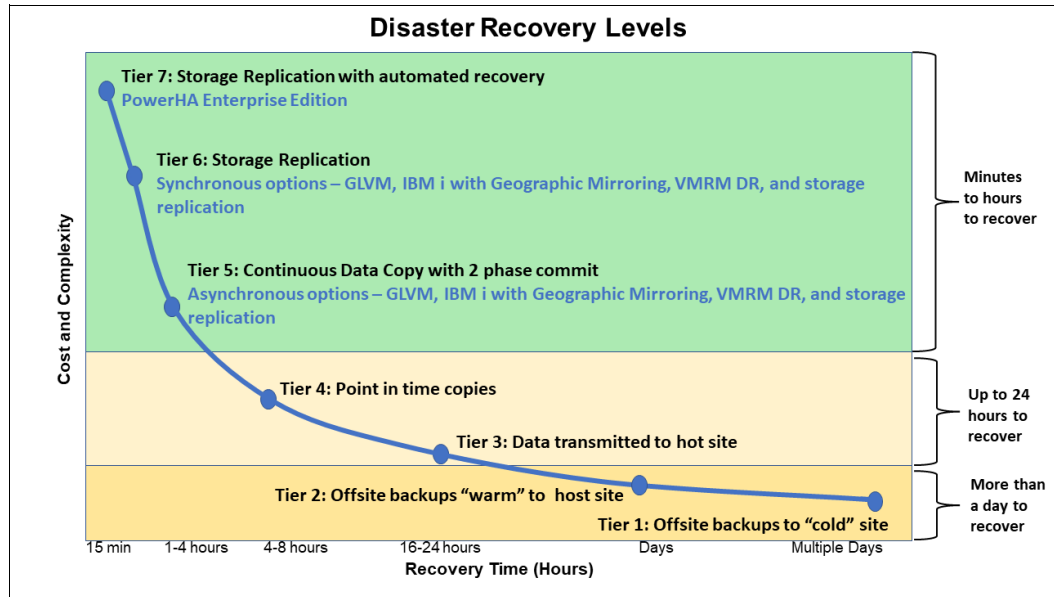 Disaster Recovery Levels
Tier 7: Storage Replication with automated recovery
PowerHA Enterprise Edition
Tier 6: Storage Replication
Synchronous options – GLVM, IBM i with Geographic Mirroring, VMRM DR, and storage
replication
Minutes
to hours
to recover
Tier 5: Continuous Data Copy with 2 phase commit
Asynchronous options – GLVM, IBM i with Geographic Mirroring, VMRM DR, and storage
replication
Cost and Complexity
Tier 4: Point in time copies
Up to 24
hours to
recover
Tier 3: Data transmitted to hot site
Tier 2: Offsite backups “warm” to host site
More than
a day to
recover
Tier 1: Offsite backups to “cold” site
15 min
1-4 hours
4-8 hours
16-24 hours
Days
Multiple Days
Recovery Time (Hours)